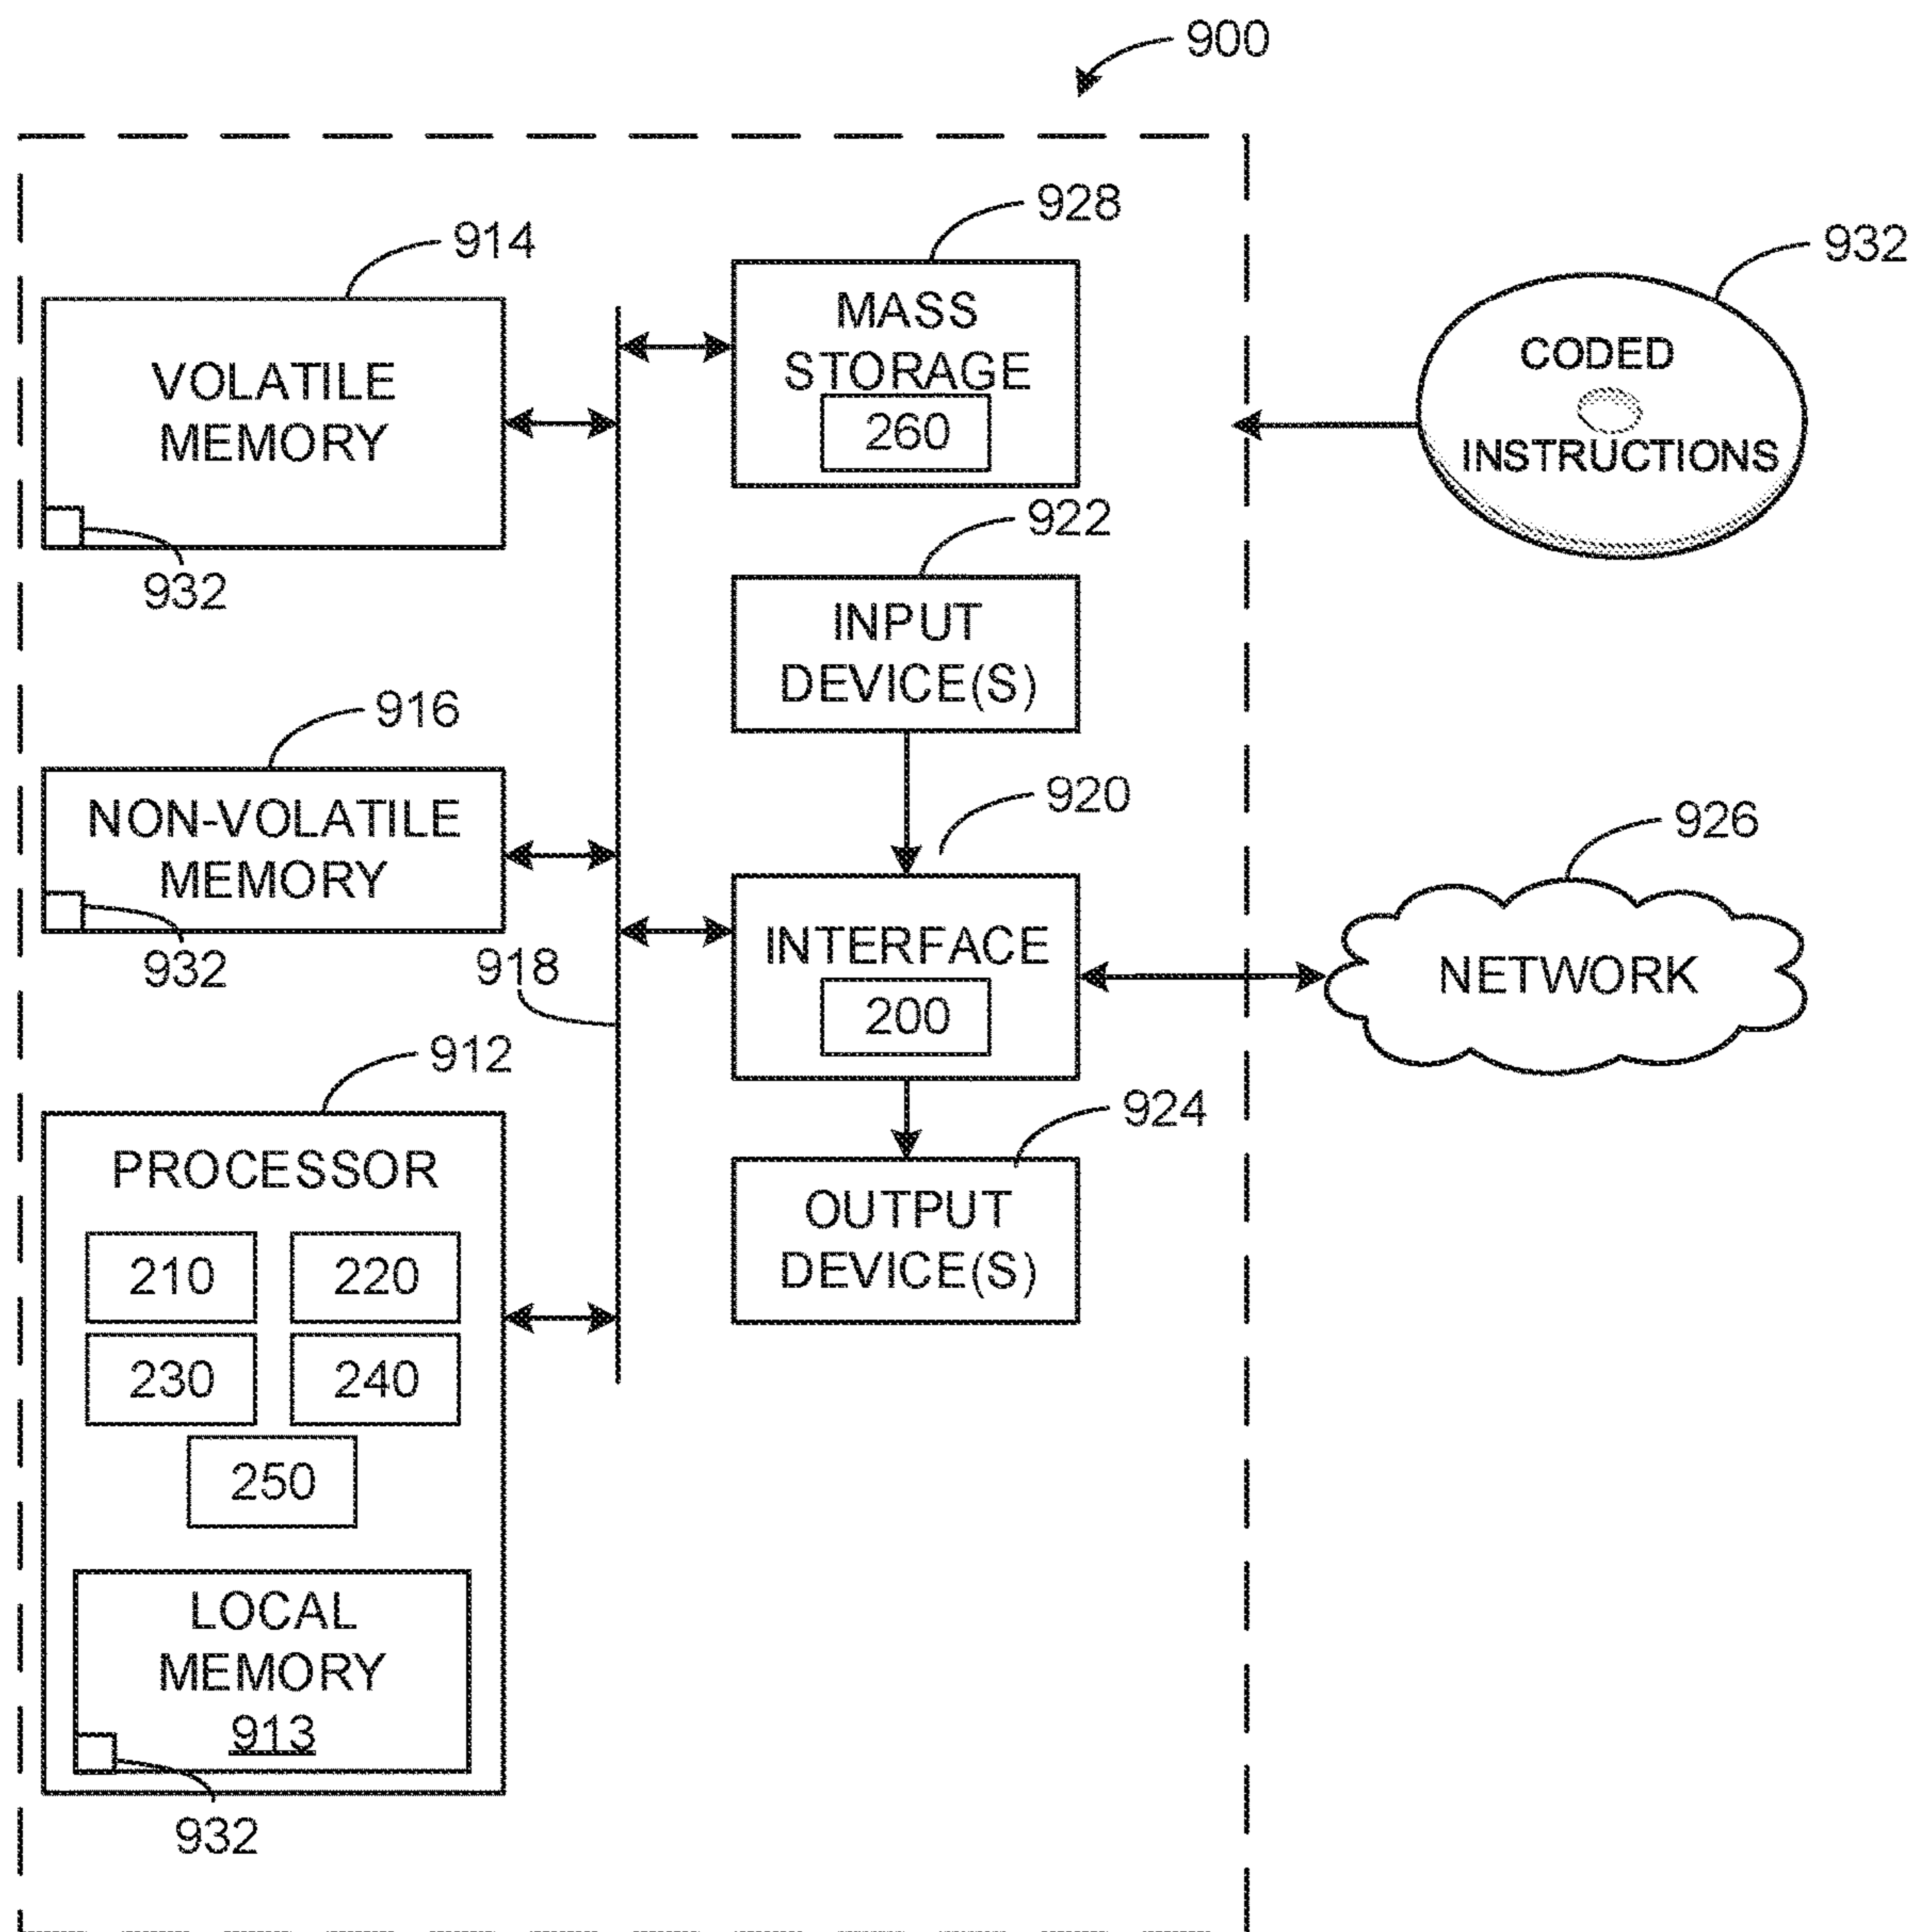 900
928
914
932
MASS
STORAGE
260
VOLATILE
MEMORY
932
CODED
INSTRUCTIONS
922
INPUT
DEVICE(S)
916
NON-VOLATILE
MEMORY
932
918
920
INTERFACE
200
926
NETWORK
912
PROCESSOR
210
220
230
240
250
LOCAL
MEMORY
913
932
924
OUTPUT
DEVICE(S)